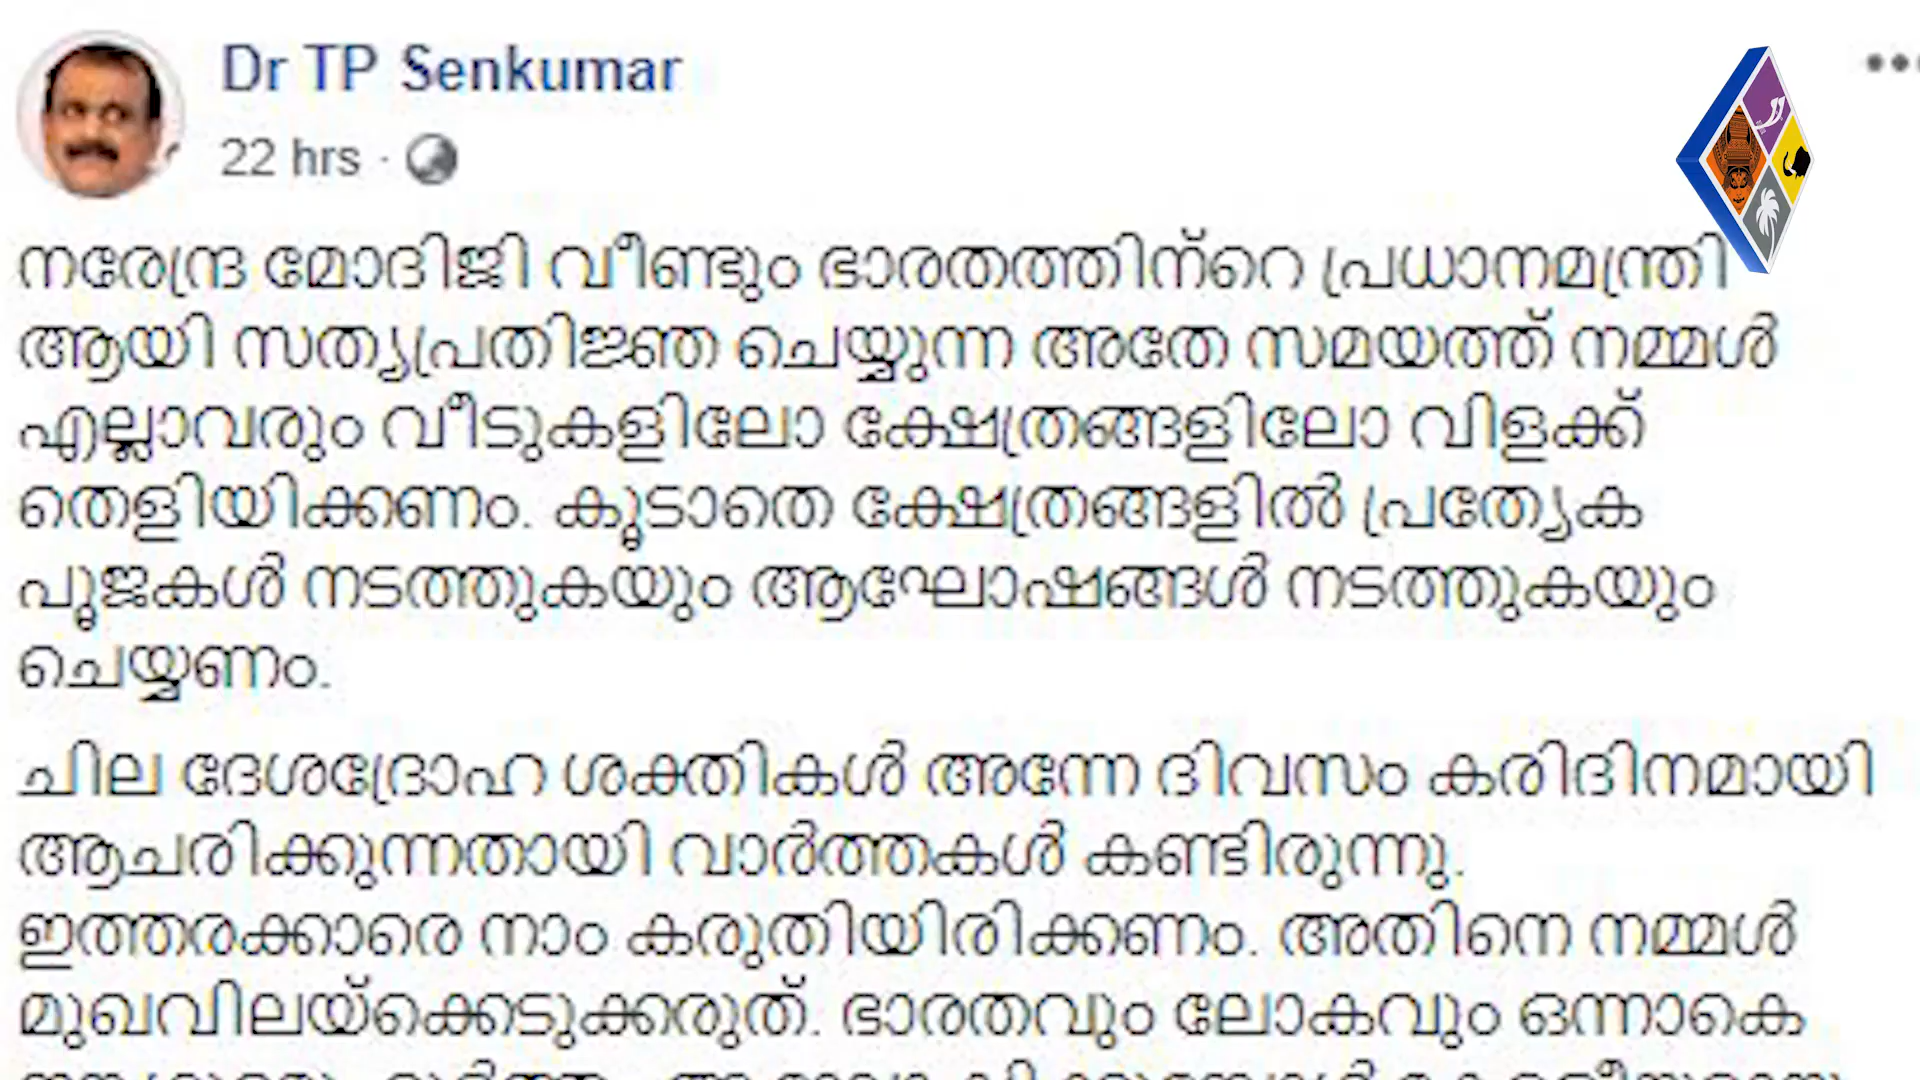 Dr TP Senkumar
22 hrs ·
നരേന്ദ്ര മോദിജി വീണ്ടും ഭാരതത്തിന്റെ പ്രധാനമന്ത്രി
ആയി സത്യപ്രതിജ്ഞ ചെയ്യുന്ന അതേ സമയത്ത് നമ്മൾ
എല്ലാവരും വീടുകളിലോ ക്ഷേത്രങ്ങളിലോ വിളക്ക്
തെളിയിക്കണം. കൂടാതെ ക്ഷേത്രങ്ങളിൽ പ്രത്യേക
പൂജകൾ നടത്തുകയും ആഘോഷങ്ങൾ നടത്തുകയും
ചെയ്യണം.
ചില ദേശദ്രോഹ ശക്തികൾ അന്നേ ദിവസം കരിദിനമായി
ആചരിക്കുന്നതായി വാർത്തകൾ കണ്ടിരുന്നു.
ഇത്തരക്കാരെ നാം കരുതിയിരിക്കണം. അതിനെ നമ്മൾ
മുഖവിലയ്ക്കെടുക്കരുത്. ഭാരതവും ലോകവും ഒന്നാകെ